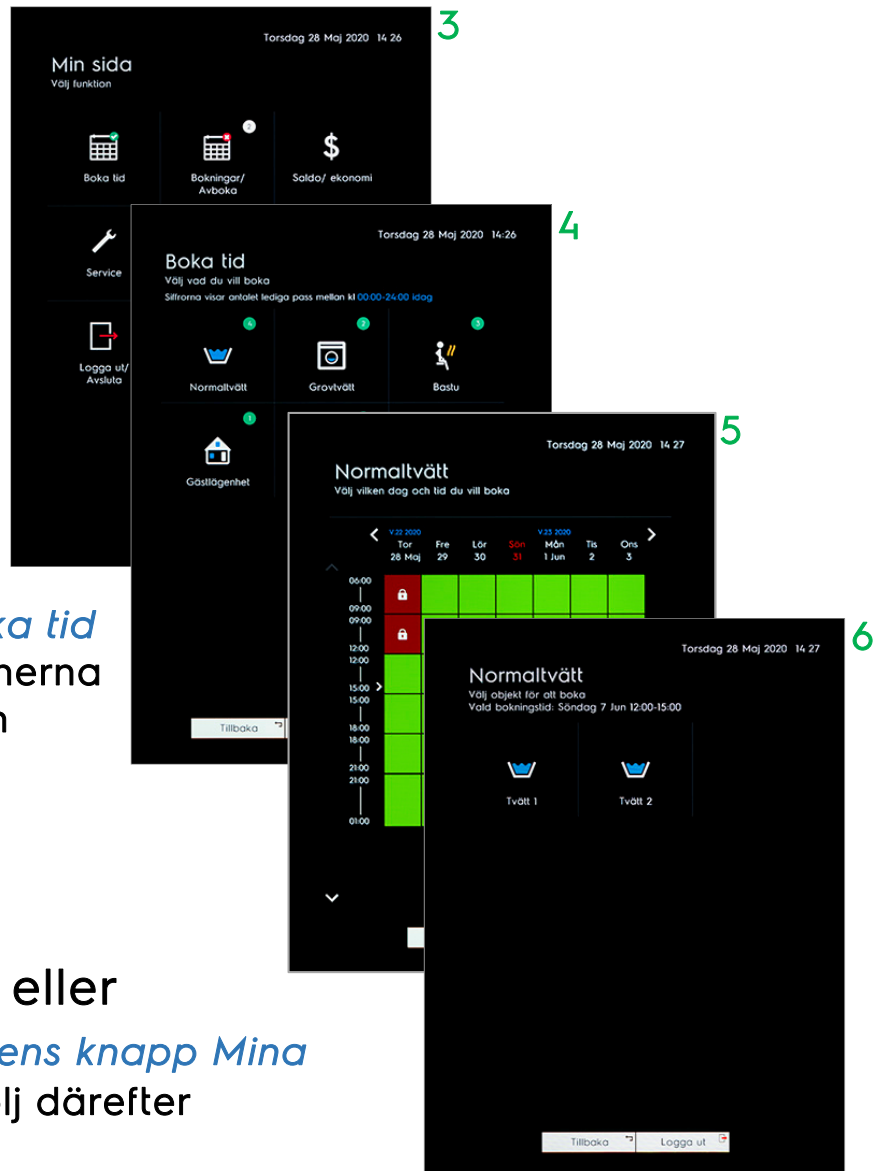 3
Torsdag 28 Maj 2020 14 26
Min sida
Välj funktion
Boka tid
2
Bokningar/
Avboka
$
Saldo/ ekonomi
Service
Logga ut/
Avsluta
4
Torsdag 28 Maj 2020 14:26
Boka tid
Välj vad du vill boka
Siffrorna visar antalet lediga pass mellan kl 00:00-24:00 idag
4
Normaltvätt
2
Grovtvätt
3
Bastu
1
Gästlägenhet
Tillbaka
5
Torsdag 28 Maj 2020 14 27
Normaltvätt
Välj vilken dag och tid du vill boka
V.22 2020 V.23 2020
Tor Fre Lör Sön Mån Tis Ons
28 Maj 29 30 31 1 Jun 2 3
06:00
09:00
09:00
12:00
12:00
15:00
15:00
18:00
18:00
21:00
21:00
01:00
6
Torsdag 28 Maj 2020 14 27
Normaltvätt
Välj objekt för att boka
Vald bokningstid: Söndag 7 Jun 12:00-15:00
Tvätt 1
Tvätt 2
Tillbaka
Logga ut
ka tid
nerna
eller
ens knapp Mina
lj därefter